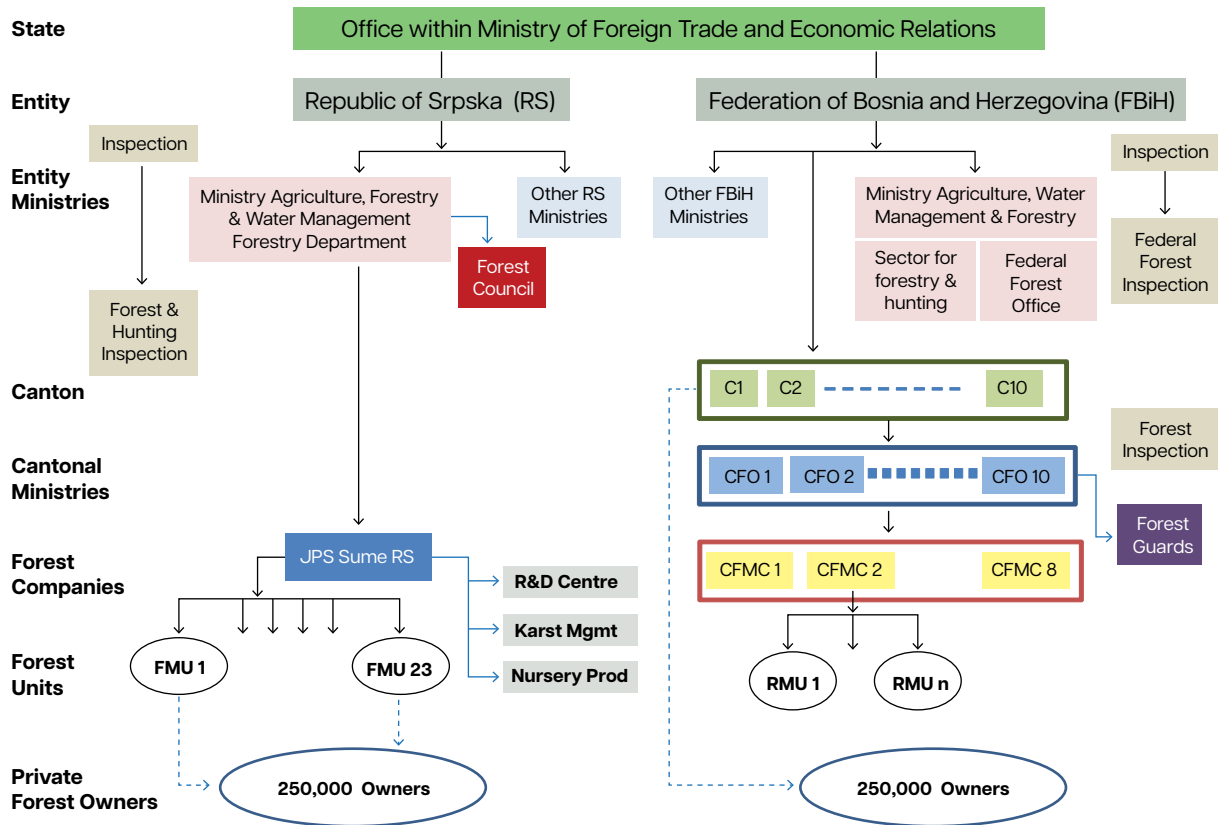 State
Office within Ministry of Foreign Trade and Economic Relations
Entity
Republic of Srpska (RS)
Federation of Bosnia and Herzegovina (FBiH)
Inspection
Inspection
Entity
Ministries
Ministry Agriculture, Forestry
& Water Management
Forestry Department
Other RS
Ministries
Other FBiH
Ministries
Ministry Agriculture, Water
Management & Forestry
Forest
Council
Sector for
forestry &
hunting
Federal
Forest
Office
Federal
Forest
Inspection
Forest &
Hunting
Inspection
Canton
C1
C2
C10
Forest
Inspection
Cantonal
Ministries
CFO 1
CFO 2
CFO 10
Forest
Guards
Forest
Companies
JPS Sume RS
R&D Centre
Karst Mgmt
Nursery Prod
CFMC 1
CFMC 2
CFMC 8
Forest
Units
FMU 1
FMU 23
RMU 1
RMU n
Private
Forest Owners
250,000 Owners
250,000 Owners